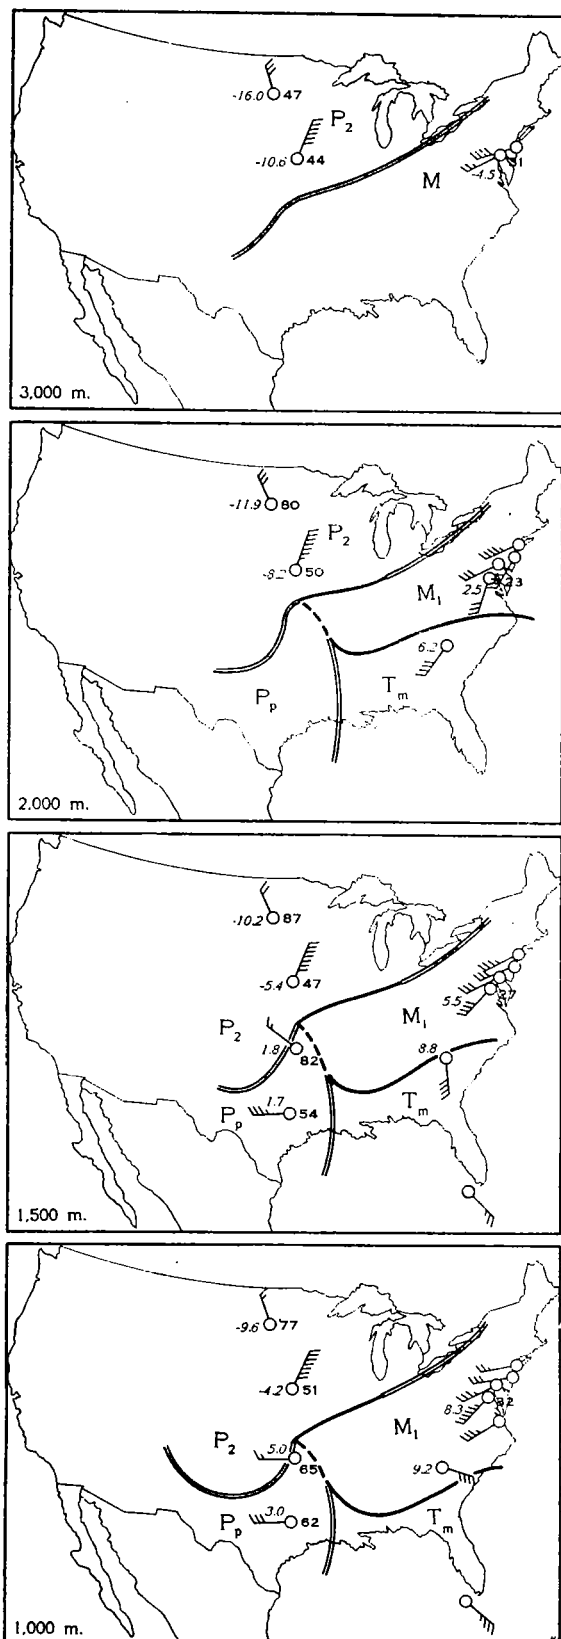 -16.0 47
P₂
-10.6 44
M
-4.5
3,000 m.
-11.9 80
P₂
-8.2 50
M₁
2.5 23
6.2
Pₚ
Tₘ
2.000 m.
-10.2 87
-5.4 47
5.5
M₁
P₂
1.8 82
8.8
Pₚ
1.7 54
Tₘ
1,500 m.
-9.6 77
-4.2 51
8.3 32
M₁
P₂
5.0 65
9.2
Pₚ
3.0 62
Tₘ
1,000 m.